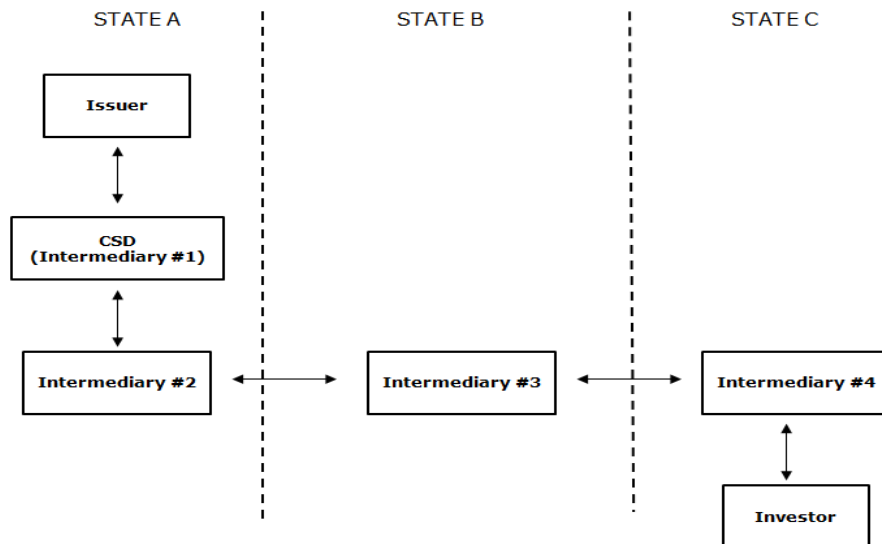 STATE A
STATE B
STATE C
Issuer
CSD
(Intermediary #1)
Intermediary #2
Intermediary #3
Intermediary #4
Investor